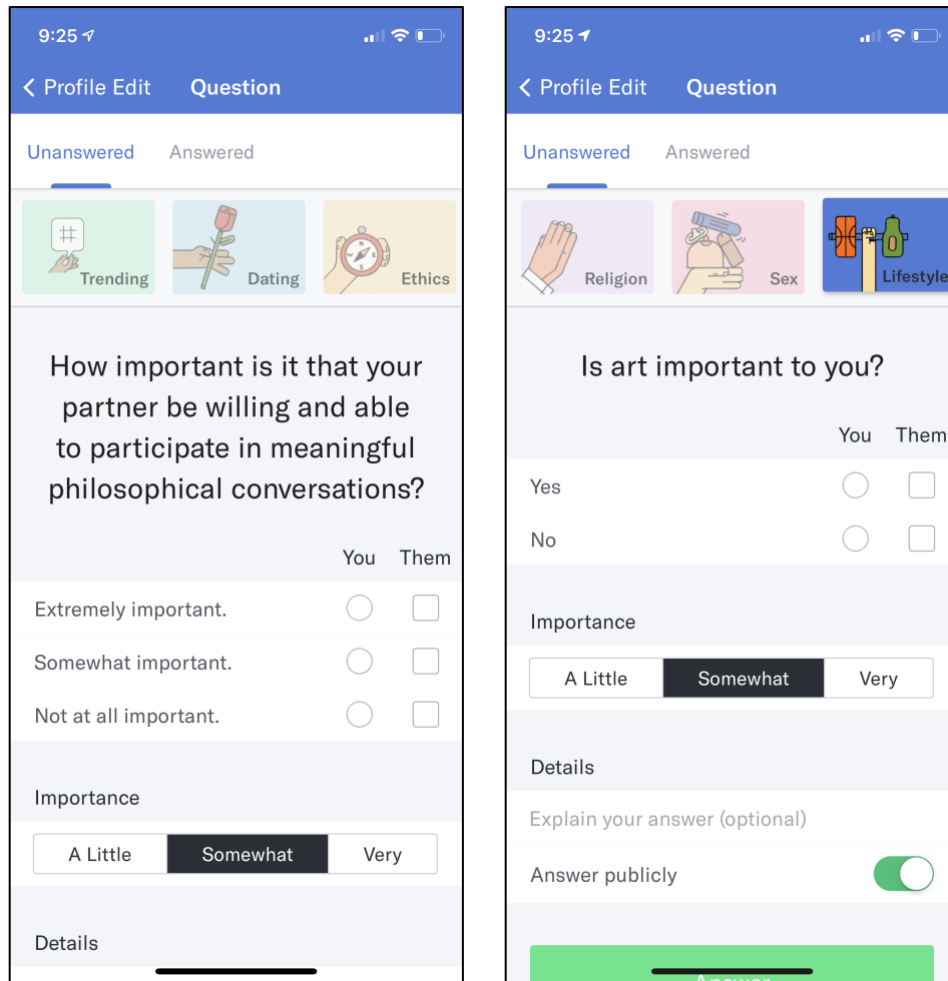 9:25
Profile Edit Question
Unanswered Answered
#
Trending
Dating
Ethics
How important is it that your
partner be willing and able
to participate in meaningful
philosophical conversations?
You Them
Extremely important.
Somewhat important.
Not at all important.
Importance
A Little Somewhat Very
Details
9:25
Profile Edit Question
Unanswered Answered
Religion
Sex
Lifestyle
Is art important to you?
You Them
Yes
No
Importance
A Little Somewhat Very
Details
Explain your answer (optional)
Answer publicly
Answer